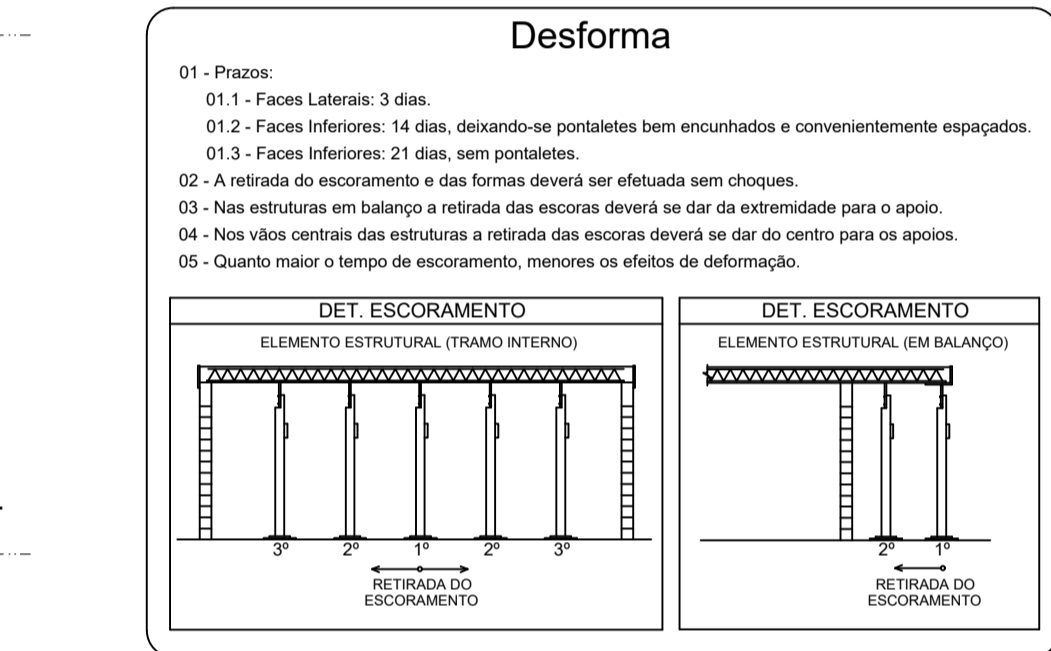 Desforma
01 - Prazos:
01.1 - Faces Laterais: 3 dias.
01.2 - Faces Inferiores: 14 dias, deixando-se pontaletes bem encunhados e convenientemente espaçados.
01.3 - Faces Inferiores: 21 dias, sem pontaletes.
02 - A retirada do escoramento e das formas deverá ser efetuada sem choques.
03 - Nas estruturas em balanço a retirada das escoras deverá se dar da extremidade para o apoio.
04 - Nos vãos centrais das estruturas a retirada das escoras deverá se dar do centro para os apoios.
05 - Quanto maior o tempo de escoramento, menores os efeitos de deformação.
DET. ESCORAMENTO
ELEMENTO ESTRUTURAL (TRAMO INTERNO)
3º 2º 1º 2º 3º
RETIRADA DO
ESCORAMENTO
DET. ESCORAMENTO
ELEMENTO ESTRUTURAL (EM BALANÇO)
2º 1º
RETIRADA DO
ESCORAMENTO